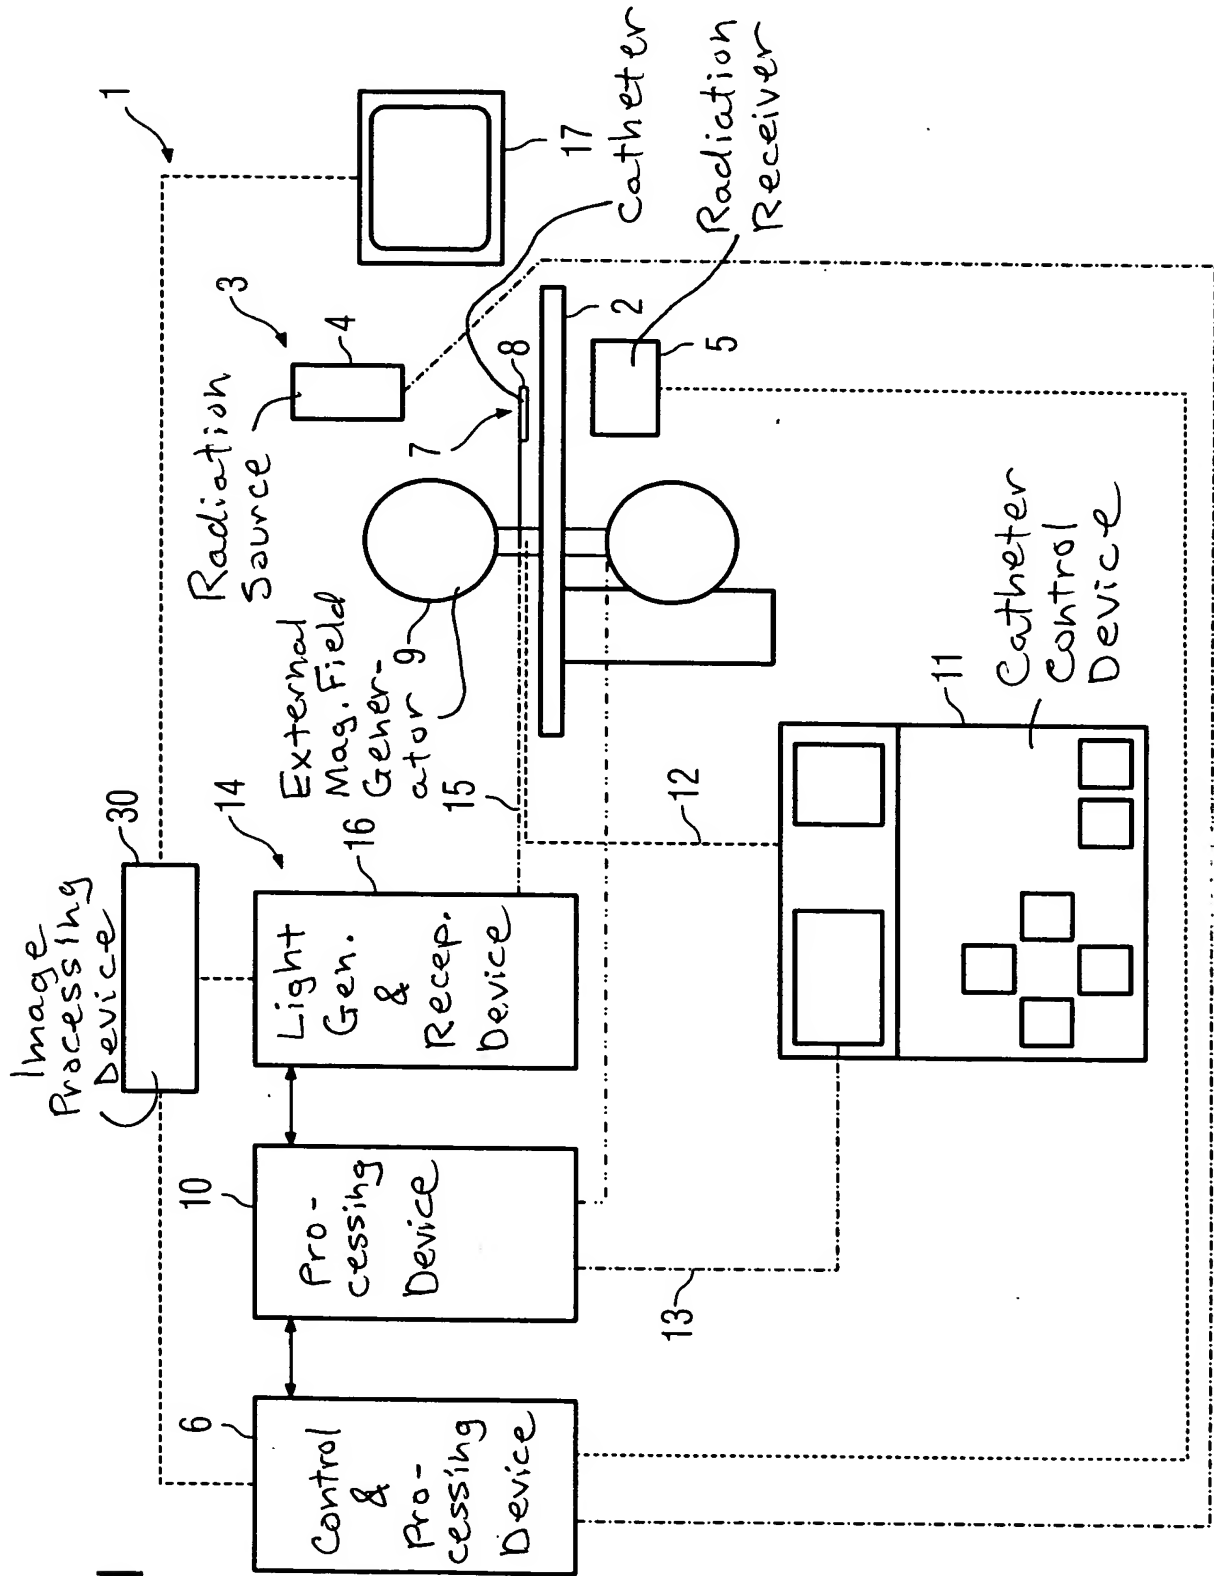 1
Image
Processing
Device
30
17
3
4
Radiation
Source
Catheter
Radiation
Receiver
7
8
2
5
External
Mag. Field
Gener-
ator
9
14
16
15
Light
Gen.
&
Recep.
Device
10
Pro-
cessing
Device
6
Control
&
Pro-
cessing
Device
12
13
11
Catheter
Control
Device